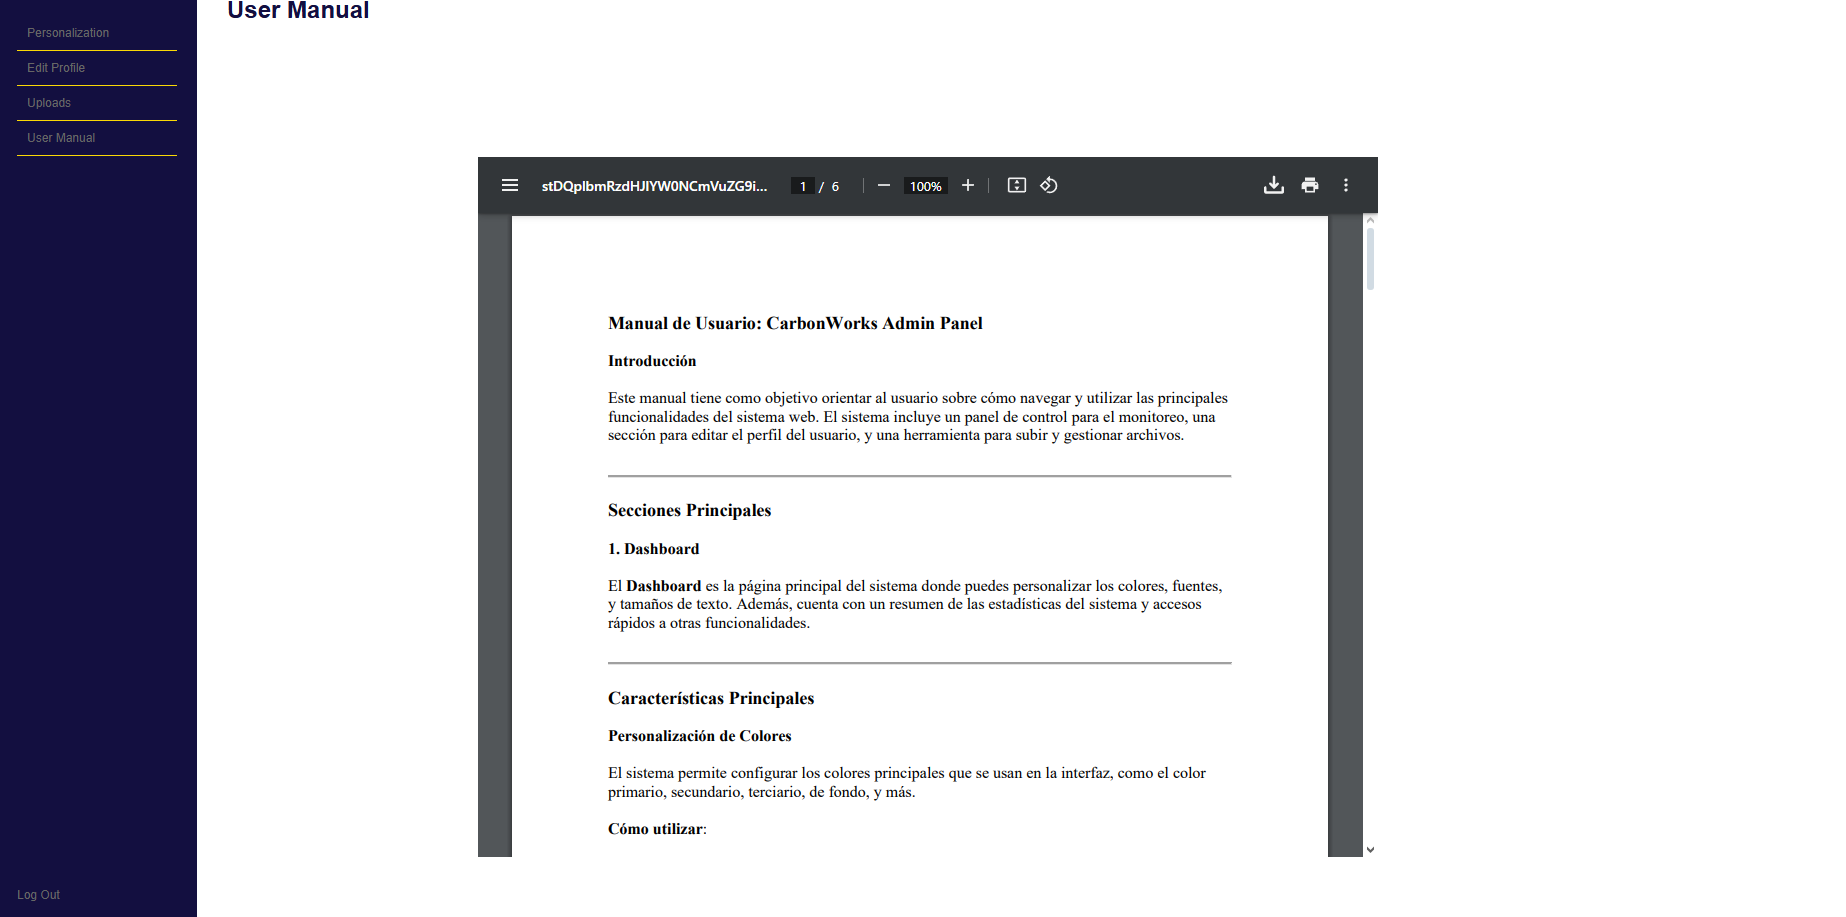 User Manual
Personalization
Edit Profile
Uploads
User Manual
Log Out
1 / 6
100%
Manual de Usuario: CarbonWorks Admin Panel
Introducción
Este manual tiene como objetivo orientar al usuario sobre cómo navegar y utilizar las principales
funcionalidades del sistema web. El sistema incluye un panel de control para el monitoreo, una
sección para editar el perfil del usuario, y una herramienta para subir y gestionar archivos.
Secciones Principales
1. Dashboard
El Dashboard es la página principal del sistema donde puedes personalizar los colores, fuentes,
y tamaños de texto. Además, cuenta con un resumen de las estadísticas del sistema y accesos
rápidos a otras funcionalidades.
Características Principales
Personalización de Colores
El sistema permite configurar los colores principales que se usan en la interfaz, como el color
primario, secundario, terciario, de fondo, y más.
Cómo utilizar: